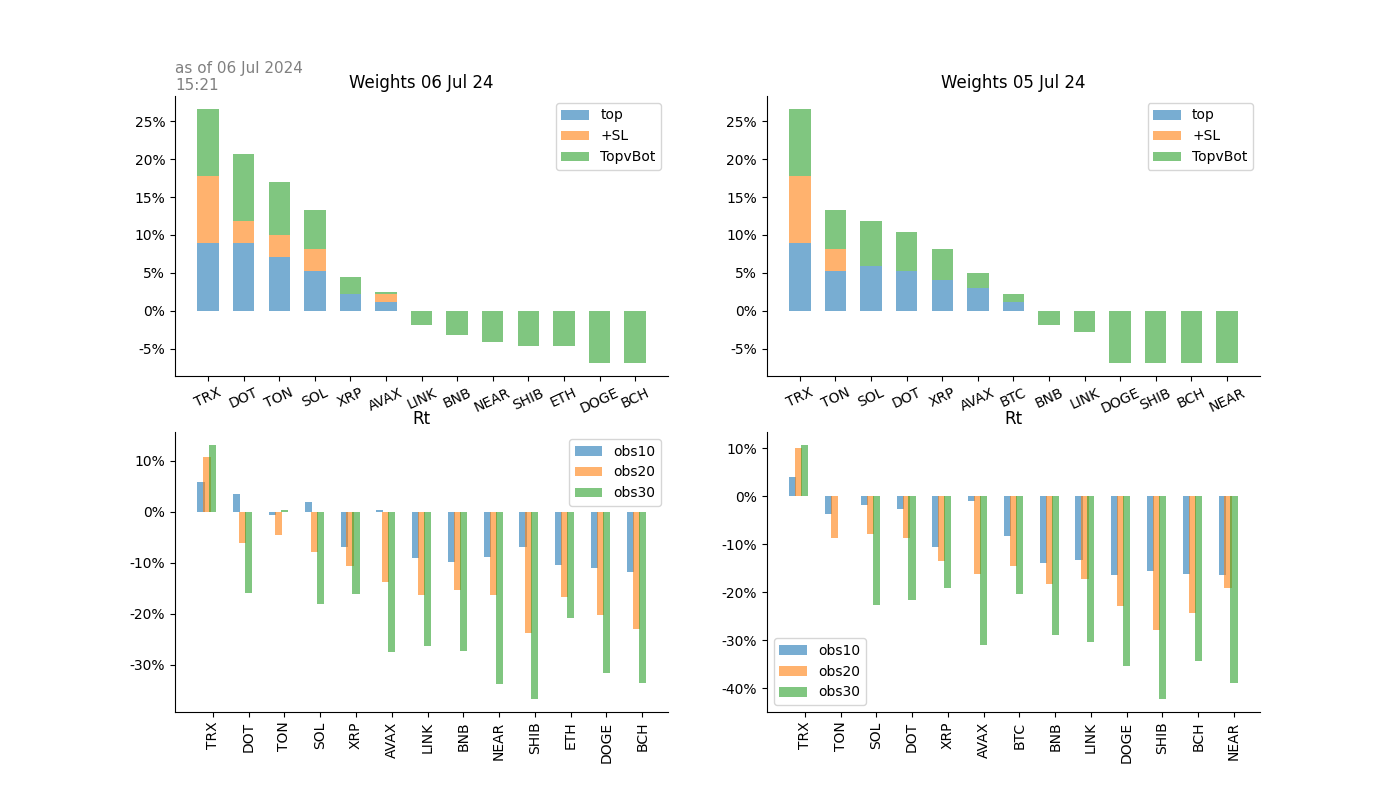 as of 06 Jul 2024
15:21
Weights 06 Jul 24
25%
20%
15%
10%
5%
0%
-5%
top
+SL
TopvBot
TRX DOT TON SOL XRP AVAX LINK BNB NEAR SHIB ETH DOGE BCH
Weights 05 Jul 24
25%
20%
15%
10%
5%
0%
-5%
top
+SL
TopvBot
TRX TON SOL DOT XRP AVAX BTC BNB LINK DOGE SHIB BCH NEAR
Rt
10%
0%
-10%
-20%
-30%
obs10
obs20
obs30
TRX DOT TON SOL XRP AVAX LINK BNB NEAR SHIB ETH DOGE BCH
Rt
10%
0%
-10%
-20%
-30%
-40%
obs10
obs20
obs30
TRX TON SOL DOT XRP AVAX BTC BNB LINK DOGE SHIB BCH NEAR